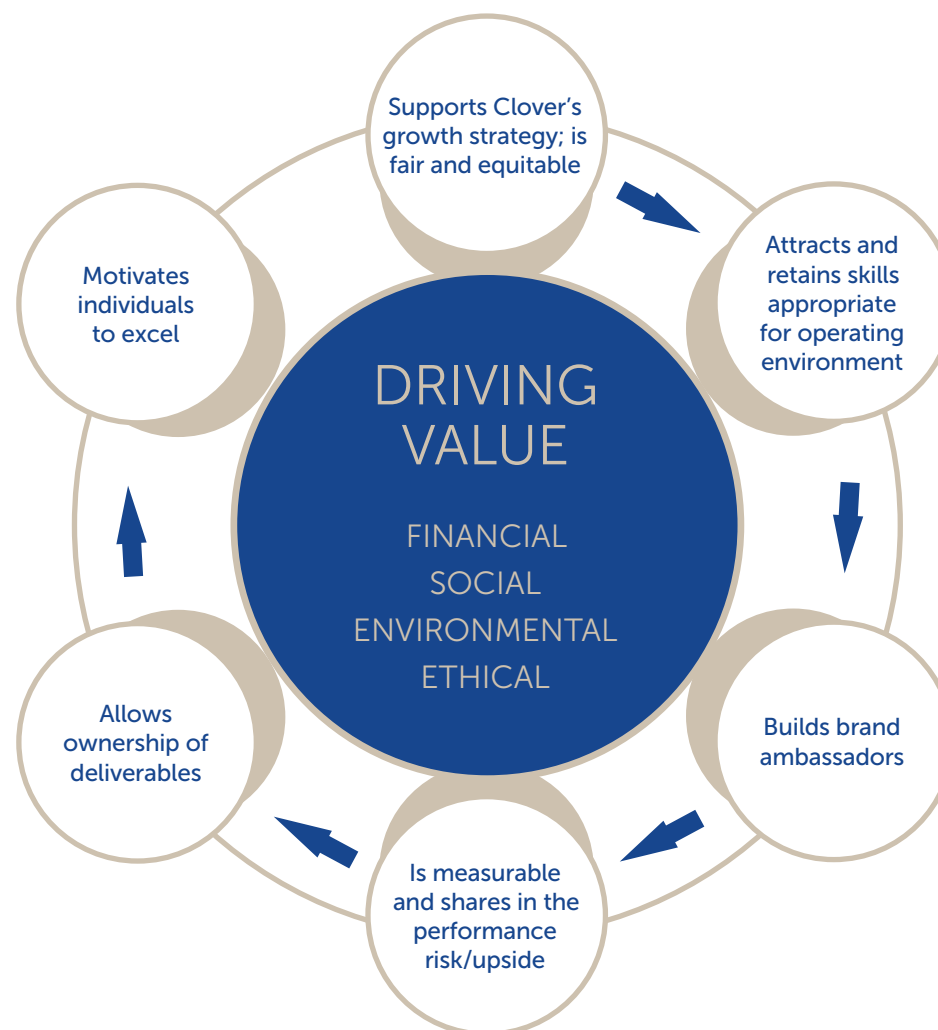 Supports Clover's
growth strategy; is
fair and equitable
Attracts and
retains skills
appropriate
for operating
environment
Builds brand
ambassadors
Is measurable
and shares in the
performance
risk/upside
Allows
ownership of
deliverables
Motivates
individuals
to excel
DRIVING
VALUE
FINANCIAL
SOCIAL
ENVIRONMENTAL
ETHICAL